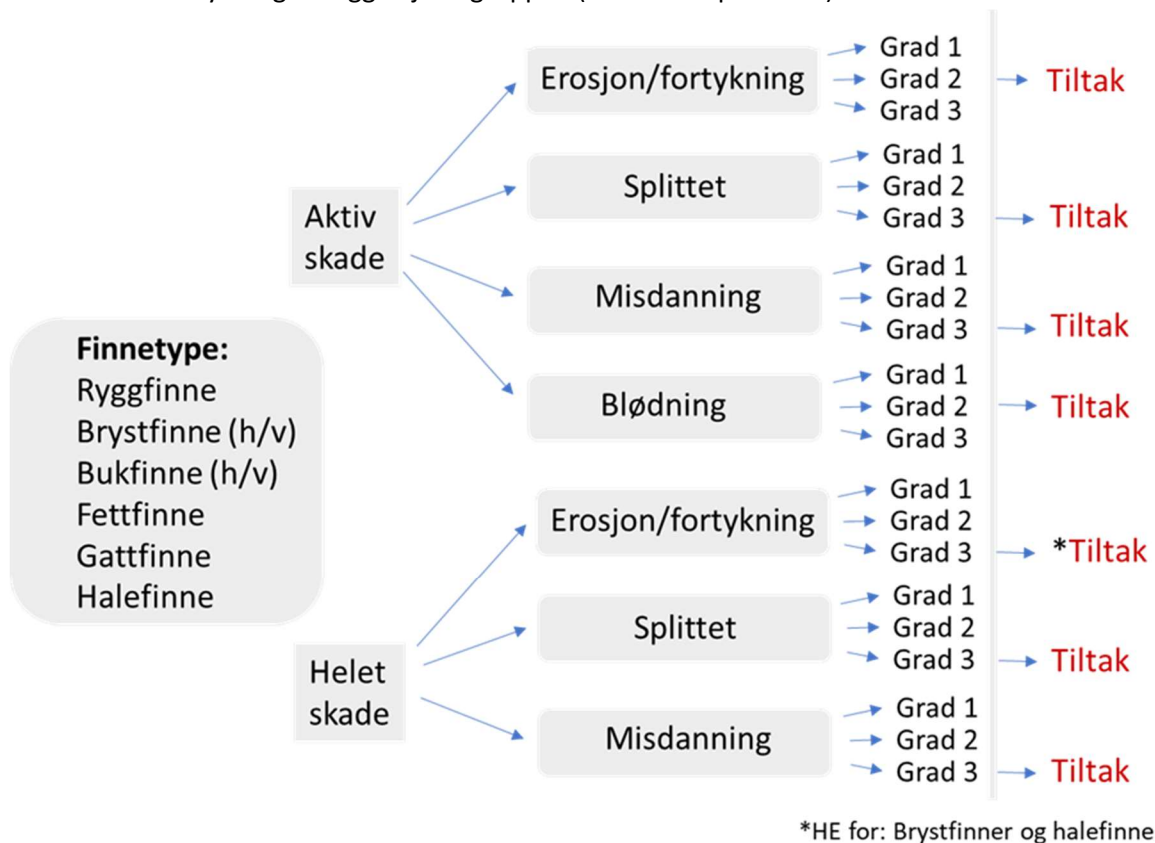 Erosjon/fortykning
Grad 1
Grad 2
Grad 3
Tiltak
Splittet
Grad 1
Grad 2
Grad 3
Tiltak
Aktiv
skade
Misdanning
Grad 1
Grad 2
Grad 3
Tiltak
Blødning
Grad 1
Grad 2
Grad 3
Tiltak
Finnetype:
Ryggfinne
Brystfinne (h/v)
Bukfinne (h/v)
Fettfinne
Gattfinne
Halefinne
Erosjon/fortykning
Grad 1
Grad 2
Grad 3
*Tiltak
Splittet
Grad 1
Grad 2
Grad 3
Tiltak
Helet
skade
Misdanning
Grad 1
Grad 2
Grad 3
Tiltak
*HE for: Brystfinner og halefinne